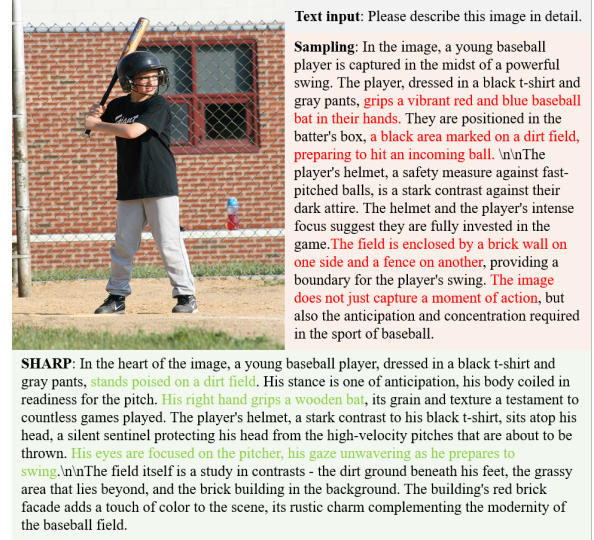 Text input: Please describe this image in detail.
Sampling: In the image, a young baseball
player is captured in the midst of a powerful
swing. The player, dressed in a black t-shirt and
gray pants, grips a vibrant red and blue baseball
bat in their hands. They are positioned in the
batter's box, a black area marked on a dirt field,
preparing to hit an incoming ball. \n\nThe
player's helmet, a safety measure against fast-
pitched balls, is a stark contrast against their
dark attire. The helmet and the player's intense
focus suggest they are fully invested in the
game.The field is enclosed by a brick wall on
one side and a fence on another, providing a
boundary for the player's swing. The image
does not just capture a moment of action, but
also the anticipation and concentration required
in the sport of baseball.
SHARP: In the heart of the image, a young baseball player, dressed in a black t-shirt and
gray pants, stands poised on a dirt field. His stance is one of anticipation, his body coiled in
readiness for the pitch. His right hand grips a wooden bat, its grain and texture a testament to
countless games played. The player's helmet, a stark contrast to his black t-shirt, sits atop his
head, a silent sentinel protecting his head from the high-velocity pitches that are about to be
thrown. His eyes are focused on the pitcher, his gaze unwavering as he prepares to
swing.\n\nThe field itself is a study in contrasts - the dirt ground beneath his feet, the grassy
area that lies beyond, and the brick building in the background. The building's red brick
facade adds a touch of color to the scene, its rustic charm complementing the modernity of
the baseball field.